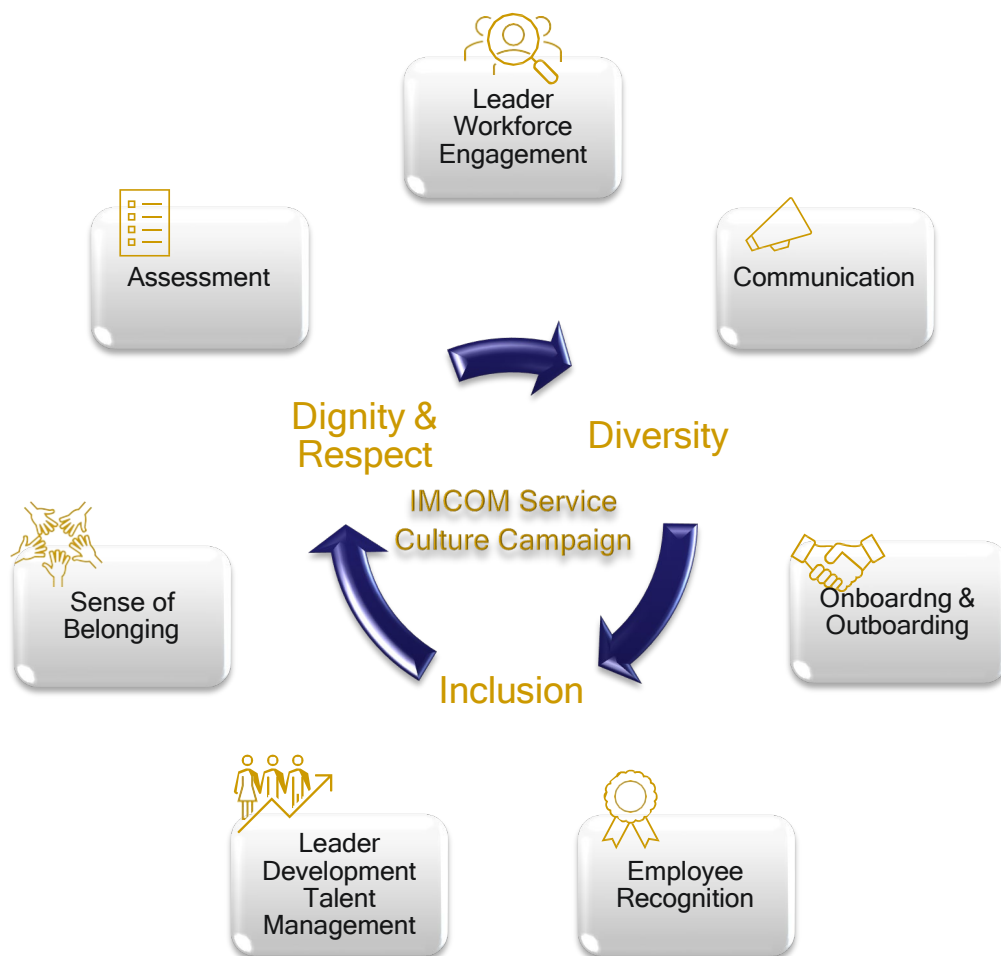 Leader
Workforce
Engagement
Assessment
Communication
Dignity &
Respect
Diversity
IMCOM Service
Culture Campaign
Sense of
Belonging
Onboardng &
Outboarding
Inclusion
Leader
Development
Talent
Management
Employee
Recognition